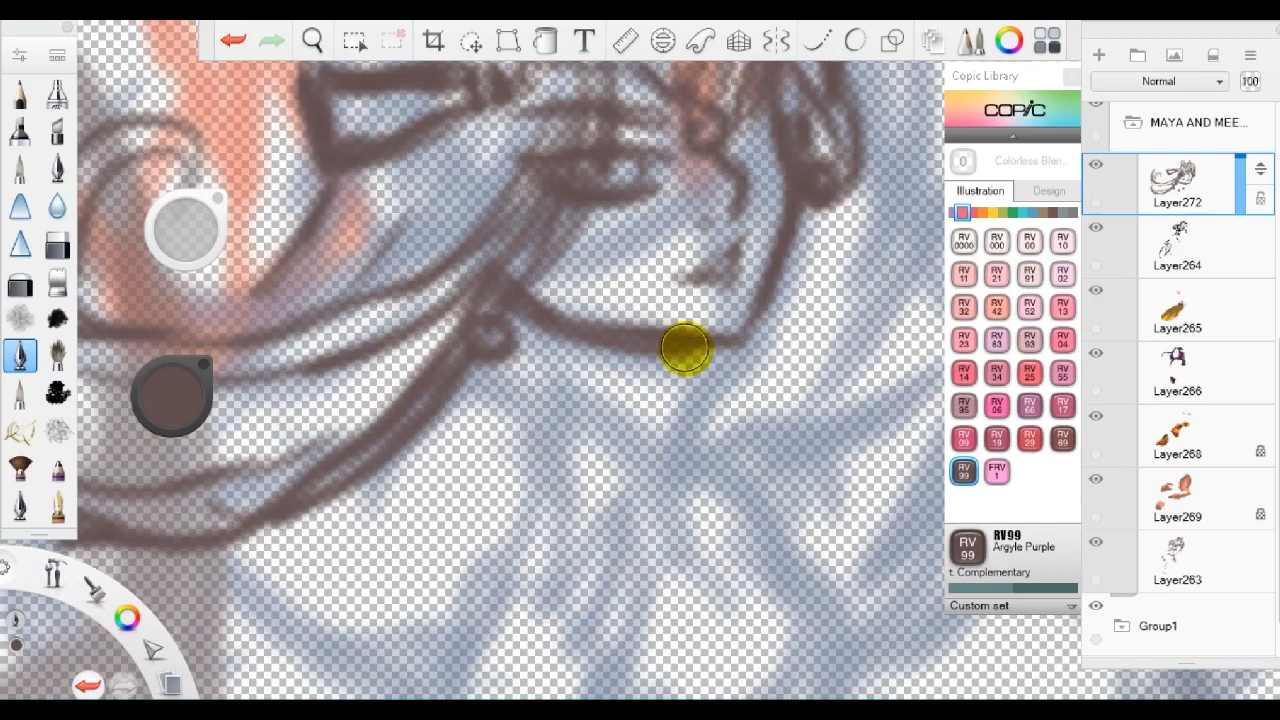 Copic Library
COPIC
0 Colorless Blen...
Illustration Design
RV 0000 RV 000 RV 00 RV 10
RV 11 RV 21 RV 91 RV 02
RV 32 RV 42 RV 52 RV 13
RV 23 RV 63 RV 93 RV 04
RV 14 RV 34 RV 25 RV 55
RV 95 RV 06 RV 66 RV 17
RV 09 RV 19 RV 29 RV 69
RV 99 FRV 1
RV 99 RV99
Argyle Purple
t. Complementary
Custom set
Normal 100
MAYA AND MEE...
Layer272
Layer264
Layer265
Layer266
Layer268
Layer269
Layer263
Group1
T